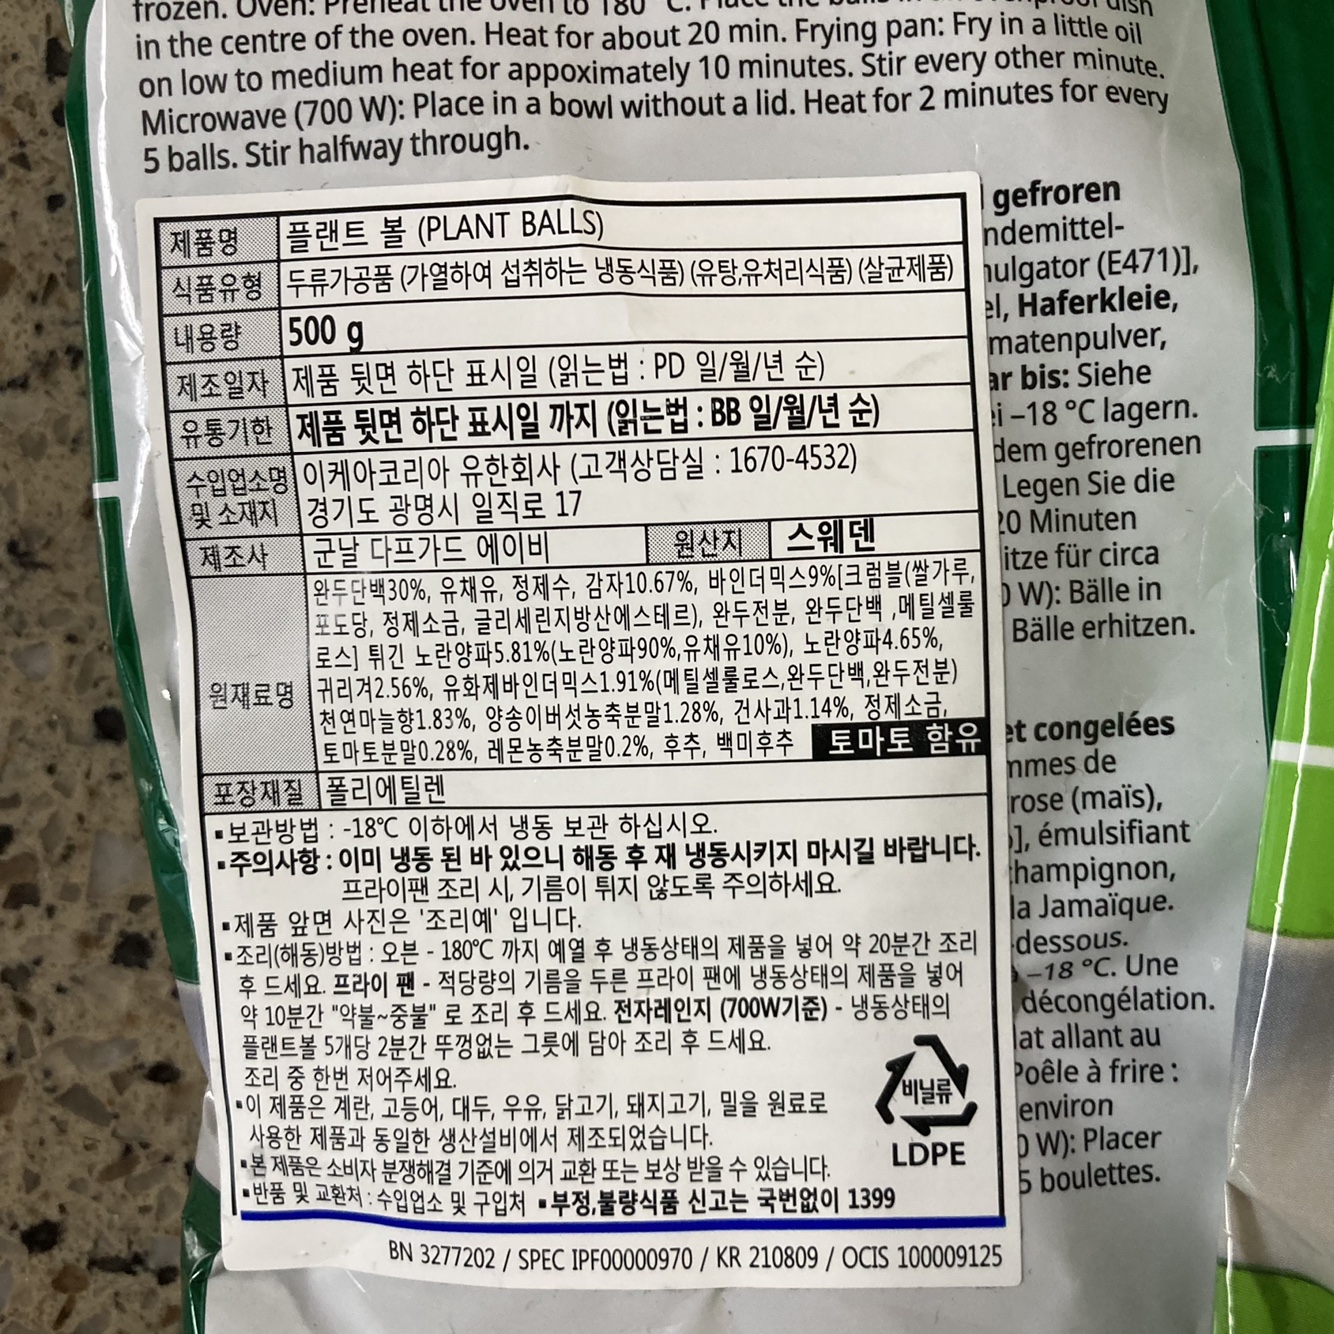 frozen. Oven: Preheat the oven to 180 °C. Place the balls in an ovenproof dish
in the centre of the oven. Heat for about 20 min. Frying pan: Fry in a little oil
on low to medium heat for appoximately 10 minutes. Stir every other minute.
Microwave (700 W): Place in a bowl without a lid. Heat for 2 minutes for every
5 balls. Stir halfway through.
제품명 플랜트 볼 (PLANT BALLS)
식품유형 두류가공품 (가열하여 섭취하는 냉동식품) (유탕,유처리식품) (살균제품)
내용량 500 g
제조일자 제품 뒷면 하단 표시일 (읽는법 : PD 일/월/년 순)
유통기한 제품 뒷면 하단 표시일 까지 (읽는법 : BB 일/월/년 순)
수입업소명 이케아코리아 유한회사 (고객상담실 : 1670-4532)
및 소재지 경기도 광명시 일직로 17
제조사 군날 다프가드 에이비 원산지 스웨덴
원재료명
완두단백30%, 유채유, 정제수, 감자10.67%, 바인더믹스9%[크럼블(쌀가루,
포도당, 정제소금, 글리세린지방산에스테르), 완두전분, 완두단백 ,메틸셀룰
로스] 튀긴 노란양파5.81%(노란양파90%,유채유10%), 노란양파4.65%,
귀리겨2.56%, 유화제바인더믹스1.91%(메틸셀룰로스,완두단백,완두전분)
천연마늘향1.83%, 양송이버섯농축분말1.28%, 건사과1.14%, 정제소금,
토마토분말0.28%, 레몬농축분말0.2%, 후추, 백미후추 토마토 함유
포장재질 폴리에틸렌
▪보관방법 : -18℃ 이하에서 냉동 보관 하십시오.
▪주의사항 : 이미 냉동 된 바 있으니 해동 후 재 냉동시키지 마시길 바랍니다.
프라이팬 조리 시, 기름이 튀지 않도록 주의하세요.
▪제품 앞면 사진은 '조리예' 입니다.
▪조리(해동)방법 : 오븐 - 180℃ 까지 예열 후 냉동상태의 제품을 넣어 약 20분간 조리
후 드세요. 프라이 팬 - 적당량의 기름을 두른 프라이 팬에 냉동상태의 제품을 넣어
약 10분간 "약불~중불" 로 조리 후 드세요. 전자레인지 (700W기준) - 냉동상태의
플랜트볼 5개당 2분간 뚜껑없는 그릇에 담아 조리 후 드세요.
조리 중 한번 저어주세요.
▪이 제품은 계란, 고등어, 대두, 우유, 닭고기, 돼지고기, 밀을 원료로
사용한 제품과 동일한 생산설비에서 제조되었습니다.
▪본 제품은 소비자 분쟁해결 기준에 의거 교환 또는 보상 받을 수 있습니다.
▪반품 및 교환처 : 수입업소 및 구입처 ▪부정,불량식품 신고는 국번없이 1399
비닐류
LDPE
BN 3277202 / SPEC IPF00000970 / KR 210809 / OCIS 100009125
gefroren
ndemittel-
ulgator (E471)],
el, Haferkleie,
matenpulver,
ar bis: Siehe
i –18 °C lagern.
dem gefrorenen
Legen Sie die
20 Minuten
itze für circa
W): Bälle in
Bälle erhitzen.
et congelées
mmes de
rose (maïs),
], émulsifiant
hampignon,
la Jamaïque.
dessous.
–18 °C. Une
décongélation.
lat allant au
Poêle à frire :
environ
W): Placer
5 boulettes.